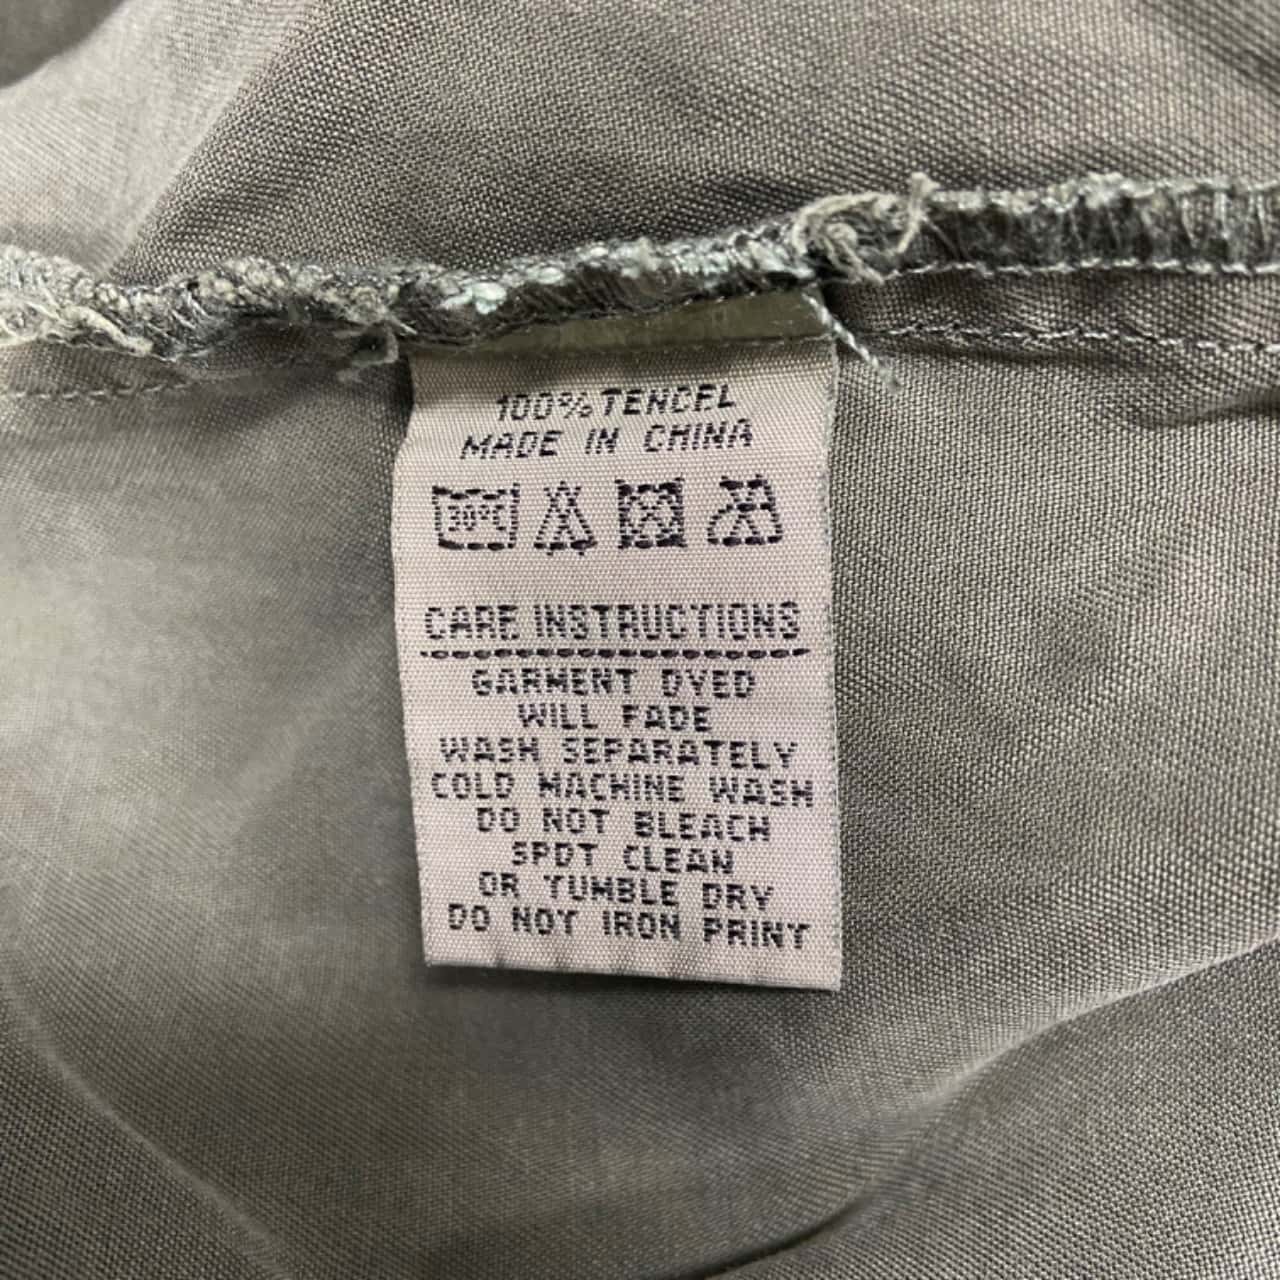 100% TENCEL
MADE IN CHINA
30°C
CARE INSTRUCTIONS
GARMENT DYED
WILL FADE
WASH SEPARATELY
COLD MACHINE WASH
DO NOT BLEACH
SPOT CLEAN
OR TUMBLE DRY
DO NOT IRON PRINT